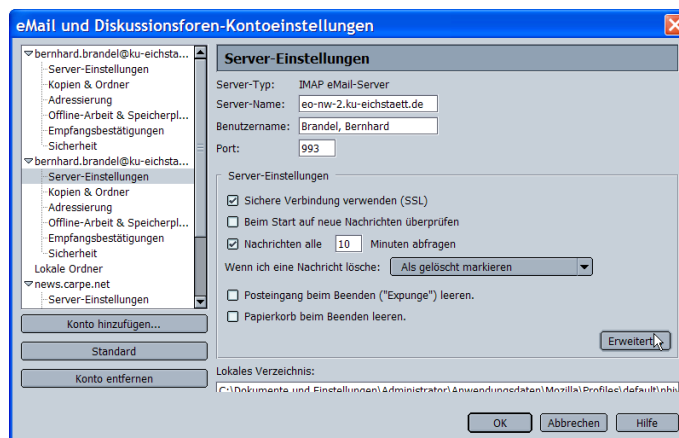 eMail und Diskussionsforen-Kontoeinstellungen
bernhard.brandel@ku-eichsta...
Server-Einstellungen
Kopien & Ordner
Adressierung
Offline-Arbeit & Speicherpl...
Empfangsbestätigungen
Sicherheit
bernhard.brandel@ku-eichsta...
Server-Einstellungen
Kopien & Ordner
Adressierung
Offline-Arbeit & Speicherpl...
Empfangsbestätigungen
Sicherheit
Lokale Ordner
news.carpe.net
Server-Einstellungen
Konto hinzufügen...
Standard
Konto entfernen
Server-Einstellungen
Server-Typ: IMAP eMail-Server
Server-Name: eo-nw-2.ku-eichstaett.de
Benutzername: Brandel, Bernhard
Port: 993
Server-Einstellungen
Sichere Verbindung verwenden (SSL)
Beim Start auf neue Nachrichten überprüfen
Nachrichten alle 10 Minuten abfragen
Wenn ich eine Nachricht lösche: Als gelöscht markieren
Posteingang beim Beenden ("Expunge") leeren.
Papierkorb beim Beenden leeren.
Erweitert
Lokales Verzeichnis:
C:\Dokumente und Einstellungen\Administrator\Anwendungsdaten\Mozilla\Profiles\default\nhiv
OK Abbrechen Hilfe